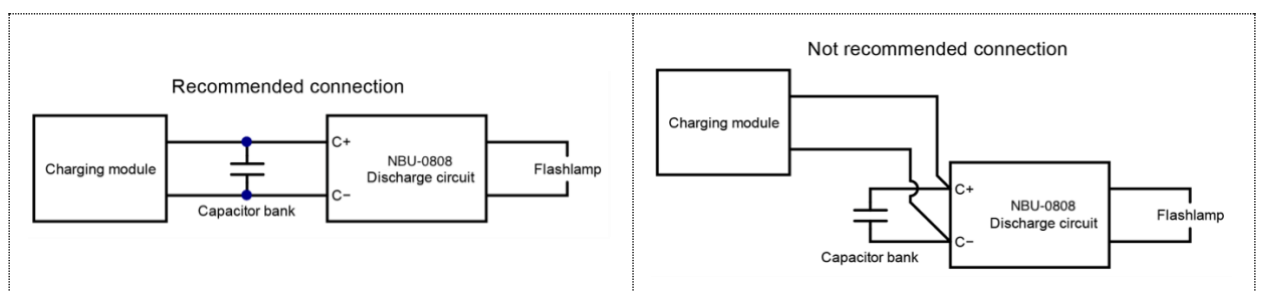 Recommended connection
Charging module
C+
NBU-0808
Discharge circuit
Flashlamp
C−
Capacitor bank
Not recommended connection
Charging module
C+
NBU-0808
Discharge circuit
Flashlamp
C−
Capacitor bank